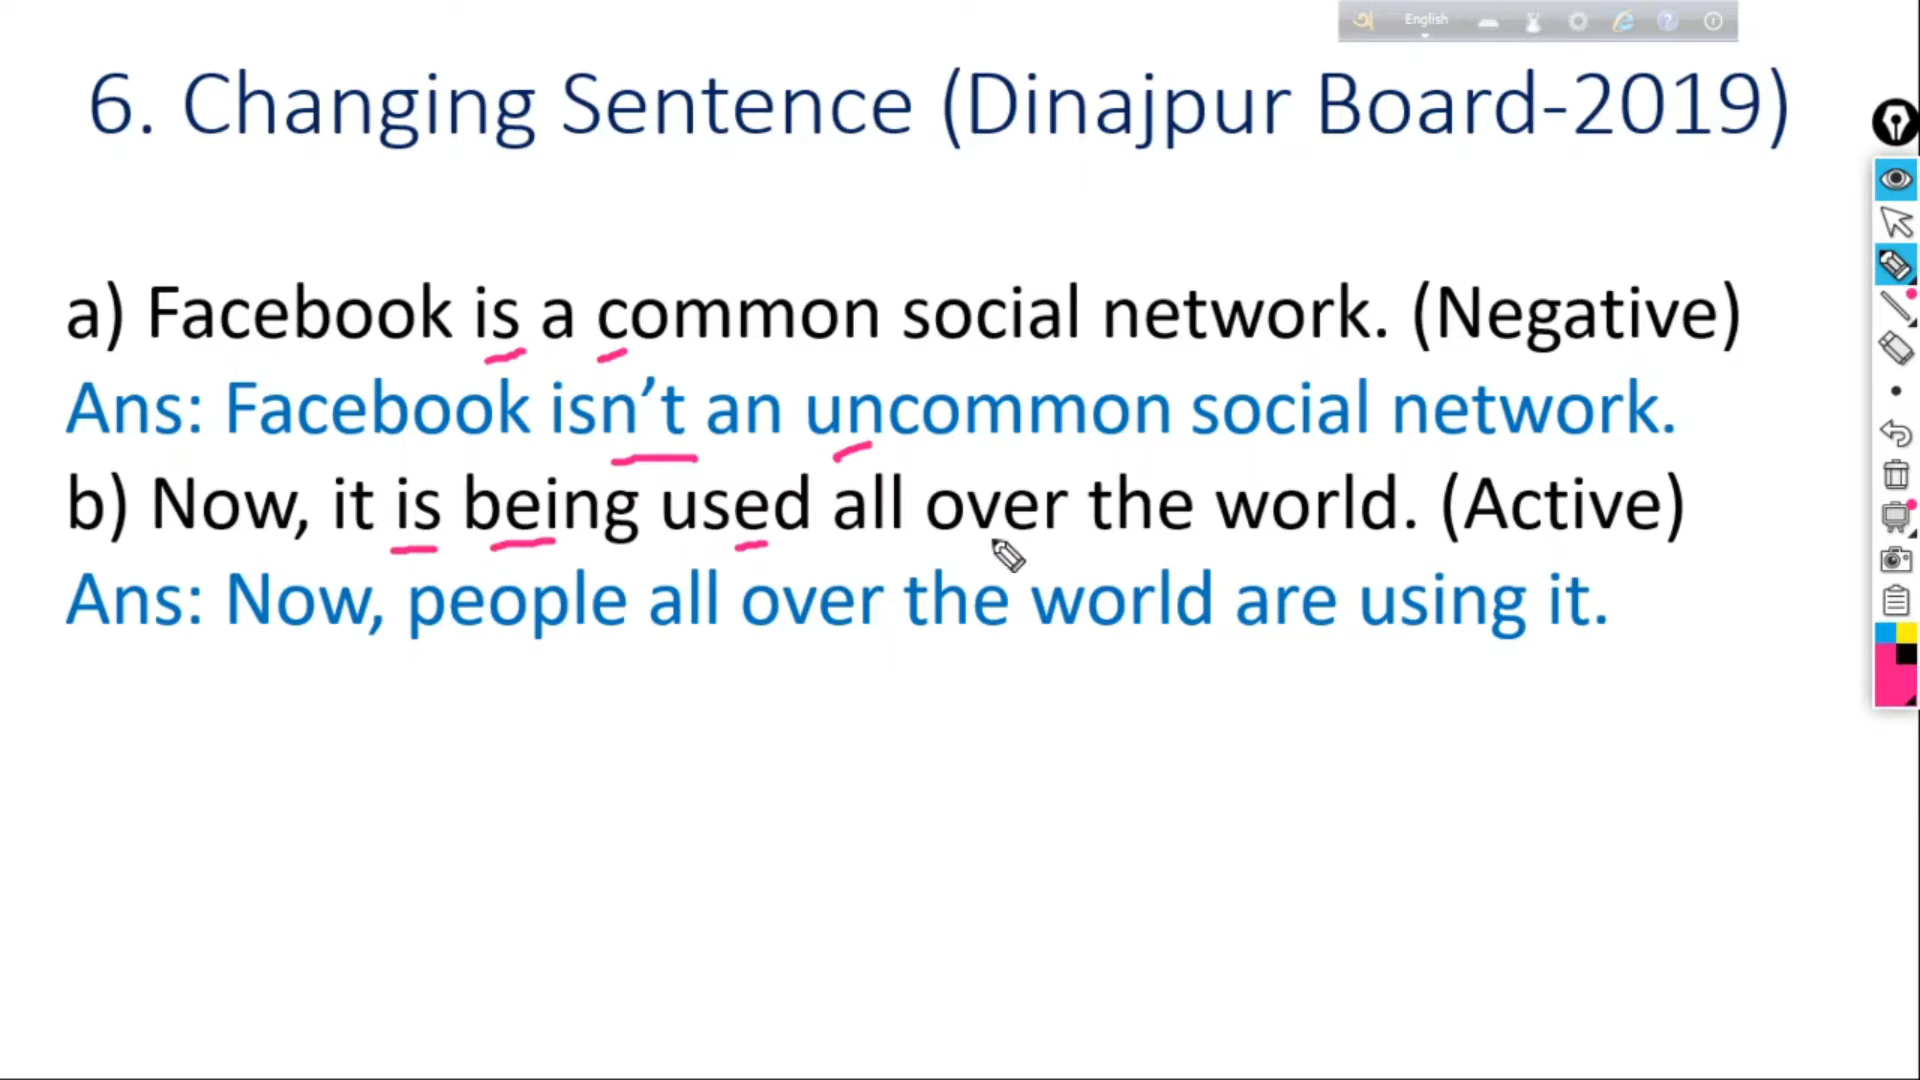 অ English
6. Changing Sentence (Dinajpur Board-2019)
a) Facebook is a common social network. (Negative)
Ans: Facebook isn’t an uncommon social network.
b) Now, it is being used all over the world. (Active)
Ans: Now, people all over the world are using it.